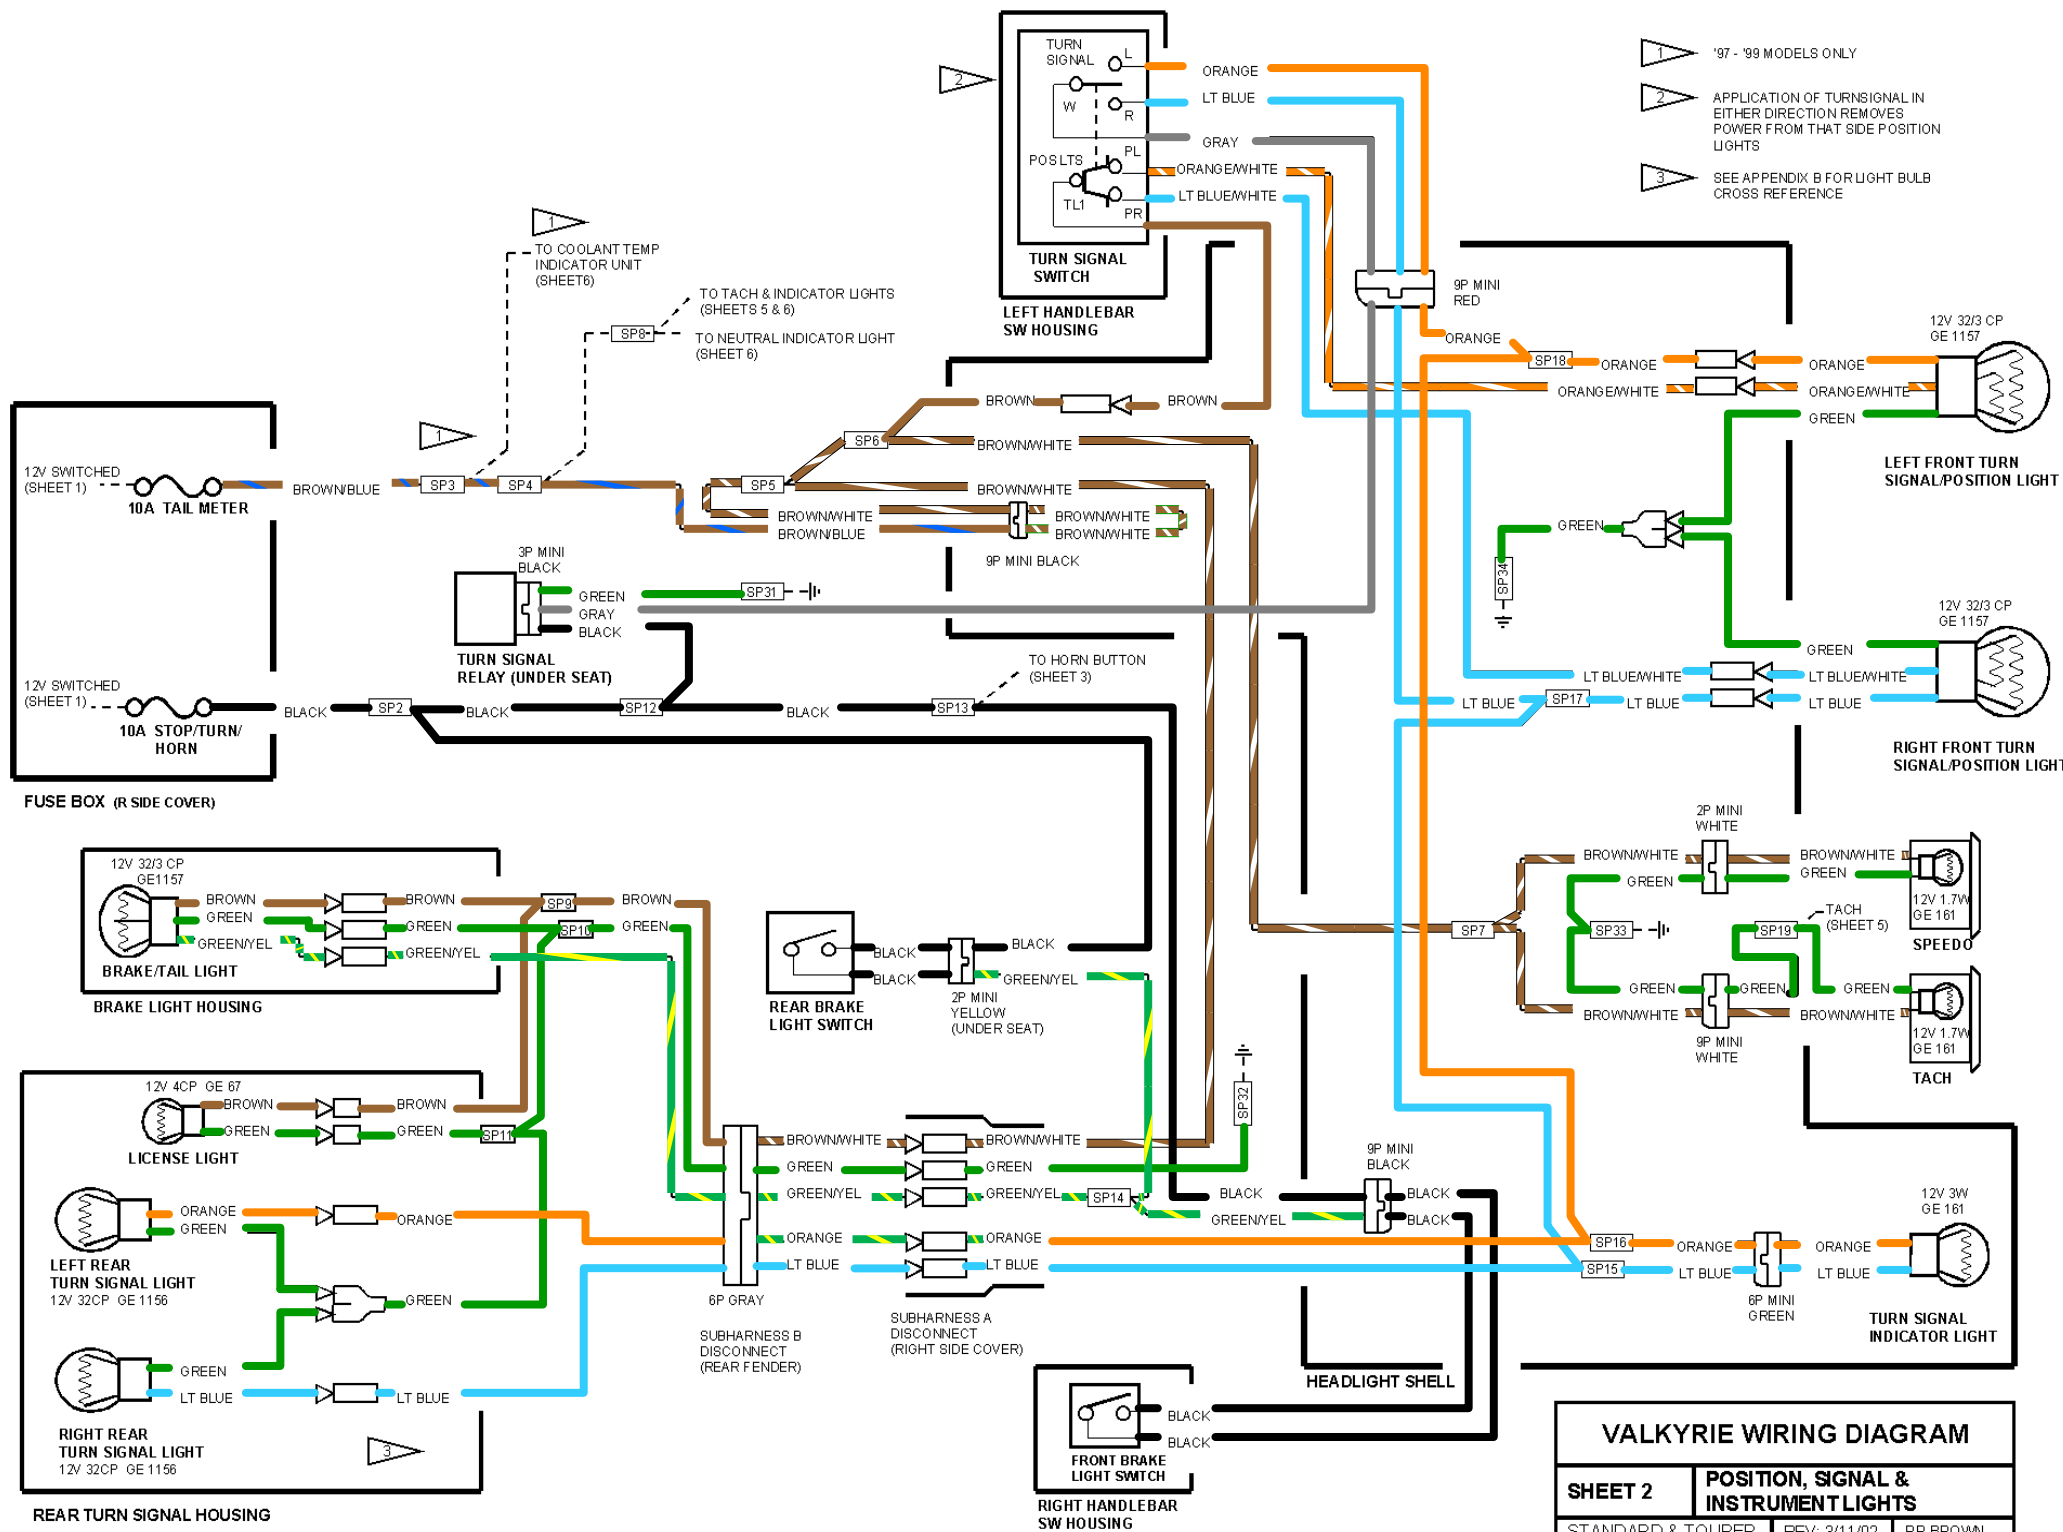 TURN
SIGNAL
L
W
R
POS LTS
PL
TL1
PR
TURN SIGNAL
SWITCH
LEFT HANDLEBAR
SW HOUSING
2
ORANGE
LT BLUE
GRAY
ORANGE/WHITE
LT BLUE/WHITE
1
'97 - '99 MODELS ONLY
2
APPLICATION OF TURNSIGNAL IN
EITHER DIRECTION REMOVES
POWER FROM THAT SIDE POSITION
LIGHTS
3
SEE APPENDIX B FOR LIGHT BULB
CROSS REFERENCE
1
TO COOLANT TEMP
INDICATOR UNIT
(SHEET6)
TO TACH & INDICATOR LIGHTS
(SHEETS 5 & 6)
SP8
TO NEUTRAL INDICATOR LIGHT
(SHEET 6)
9P MINI
RED
ORANGE
SP18
ORANGE
ORANGE
ORANGE/WHITE
ORANGE/WHITE
GREEN
12V 32/3 CP
GE 1157
LEFT FRONT TURN
SIGNAL/POSITION LIGHT
BROWN
BROWN
SP6
BROWN/WHITE
1
12V SWITCHED
(SHEET 1)
10A TAIL METER
BROWN/BLUE
SP3
SP4
SP5
BROWN/WHITE
BROWN/WHITE
BROWN/WHITE
BROWN/BLUE
BROWN/WHITE
9P MINI BLACK
GREEN
SP34
3P MINI
BLACK
GREEN
GRAY
BLACK
SP31
TURN SIGNAL
RELAY (UNDER SEAT)
12V 32/3 CP
GE 1157
GREEN
LT BLUE/WHITE
LT BLUE/WHITE
LT BLUE
SP17
LT BLUE
LT BLUE
RIGHT FRONT TURN
SIGNAL/POSITION LIGHT
TO HORN BUTTON
(SHEET 3)
12V SWITCHED
(SHEET 1)
10A STOP/TURN/
HORN
BLACK
SP2
BLACK
SP12
BLACK
SP13
FUSE BOX (R SIDE COVER)
12V 32/3 CP
GE1157
BROWN
GREEN
GREEN/YEL
BROWN
GREEN
GREEN/YEL
SP9
SP10
BROWN
GREEN
BRAKE/TAIL LIGHT
BRAKE LIGHT HOUSING
BLACK
BLACK
BLACK
GREEN/YEL
REAR BRAKE
LIGHT SWITCH
2P MINI
YELLOW
(UNDER SEAT)
2P MINI
WHITE
BROWN/WHITE
GREEN
BROWN/WHITE
GREEN
12V 1.7W
GE 161
SPEEDO
SP7
SP33
SP19
TACH
(SHEET 5)
GREEN
GREEN
GREEN
BROWN/WHITE
BROWN/WHITE
9P MINI
WHITE
12V 1.7W
GE 161
TACH
12V 4CP GE 67
BROWN
GREEN
BROWN
GREEN
SP11
LICENSE LIGHT
ORANGE
GREEN
ORANGE
LEFT REAR
TURN SIGNAL LIGHT
12V 32CP GE 1156
GREEN
GREEN
LT BLUE
LT BLUE
RIGHT REAR
TURN SIGNAL LIGHT
12V 32CP GE 1156
3
REAR TURN SIGNAL HOUSING
BROWN/WHITE
GREEN
GREEN/YEL
ORANGE
LT BLUE
BROWN/WHITE
GREEN
GREEN/YEL
ORANGE
LT BLUE
SP14
SP32
6P GRAY
SUBHARNESS B
DISCONNECT
(REAR FENDER)
SUBHARNESS A
DISCONNECT
(RIGHT SIDE COVER)
9P MINI
BLACK
BLACK
GREEN/YEL
BLACK
BLACK
SP16
SP15
ORANGE
LT BLUE
ORANGE
LT BLUE
6P MINI
GREEN
12V 3W
GE 161
TURN SIGNAL
INDICATOR LIGHT
HEADLIGHT SHELL
BLACK
BLACK
FRONT BRAKE
LIGHT SWITCH
RIGHT HANDLEBAR
SW HOUSING
VALKYRIE WIRING DIAGRAM
SHEET 2
POSITION, SIGNAL &
INSTRUMENT LIGHTS
STANDARD & TOURER
REV: 3/11/02
RP BROWN